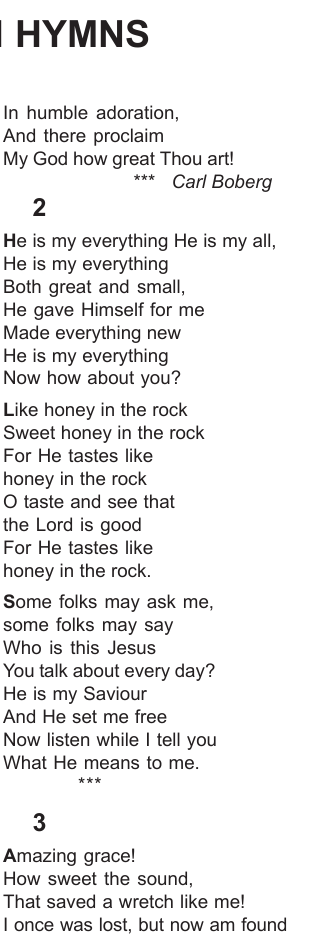 HYMNS
In humble adoration,
And there proclaim
My God how great Thou art!
*** Carl Boberg
2
He is my everything He is my all,
He is my everything
Both great and small,
He gave Himself for me
Made everything new
He is my everything
Now how about you?
Like honey in the rock
Sweet honey in the rock
For He tastes like
honey in the rock
O taste and see that
the Lord is good
For He tastes like
honey in the rock.
Some folks may ask me,
some folks may say
Who is this Jesus
You talk about every day?
He is my Saviour
And He set me free
Now listen while I tell you
What He means to me.
***
3
Amazing grace!
How sweet the sound,
That saved a wretch like me!
I once was lost, but now am found